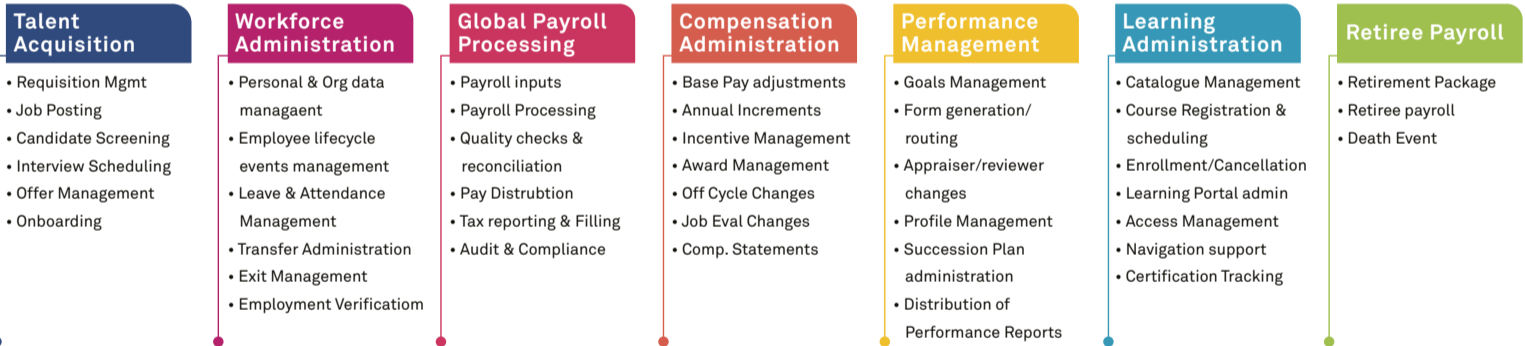 Talent
Acquisition
• Requisition Mgmt
• Job Posting
• Candidate Screening
• Interview Scheduling
• Offer Management
• Onboarding
Workforce
Administration
• Personal & Org data
managaent
• Employee lifecycle
events management
• Leave & Attendance
Management
• Transfer Administration
• Exit Management
• Employment Verificatiom
Global Payroll
Processing
• Payroll inputs
• Payroll Processing
• Quality checks &
reconciliation
• Pay Distrubtion
• Tax reporting & Filling
• Audit & Compliance
Compensation
Administration
• Base Pay adjustments
• Annual Increments
• Incentive Management
• Award Management
• Off Cycle Changes
• Job Eval Changes
• Comp. Statements
Performance
Management
• Goals Management
• Form generation/
routing
• Appraiser/reviewer
changes
• Profile Management
• Succession Plan
administration
• Distribution of
Performance Reports
Learning
Administration
• Catalogue Management
• Course Registration &
scheduling
• Enrollment/Cancellation
• Learning Portal admin
• Access Management
• Navigation support
• Certification Tracking
Retiree Payroll
• Retirement Package
• Retiree payroll
• Death Event